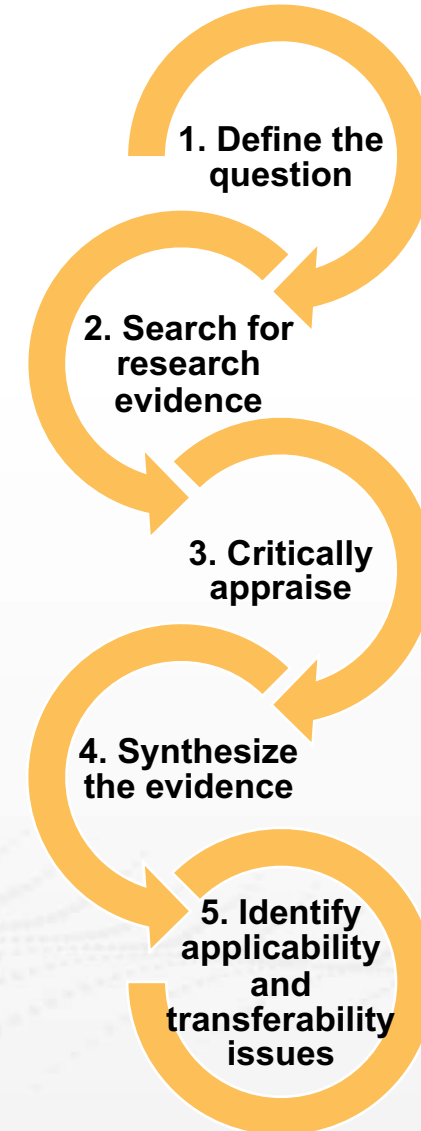 1. Define the
question
2. Search for
research
evidence
3. Critically
appraise
4. Synthesize
the evidence
5. Identify
applicability
and
transferability
issues